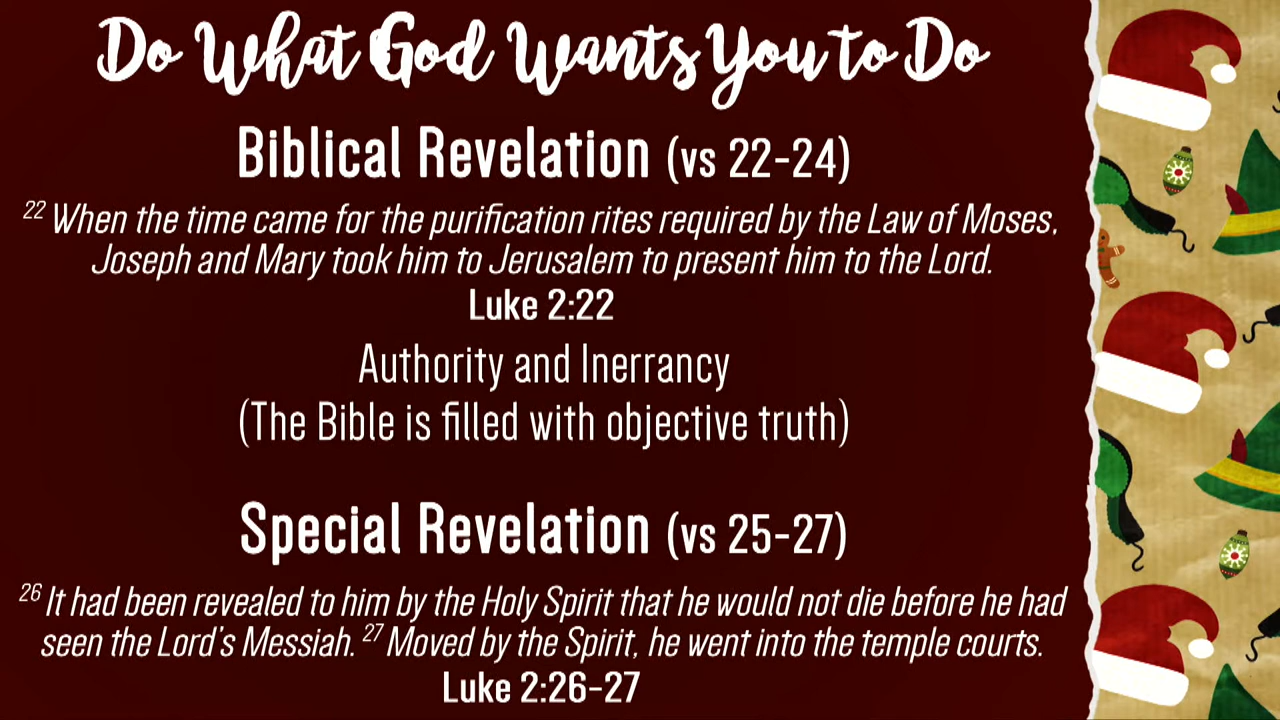 Do What God Wants You to Do
Biblical Revelation (vs 22-24)
22 When the time came for the purification rites required by the Law of Moses,
Joseph and Mary took him to Jerusalem to present him to the Lord.
Luke 2:22
Authority and Inerrancy
(The Bible is filled with objective truth)
Special Revelation (vs 25-27)
26 It had been revealed to him by the Holy Spirit that he would not die before he had
seen the Lord's Messiah. 27 Moved by the Spirit, he went into the temple courts.
Luke 2:26-27